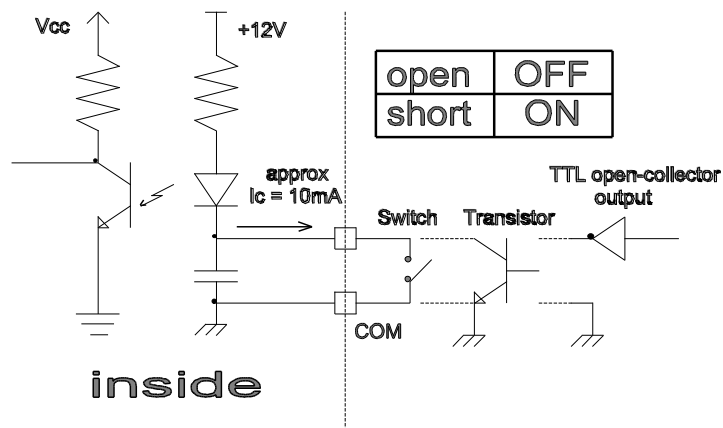 Vcc
+12V
open OFF
short ON
approx
Ic = 10mA
TTL open-collector
output
Switch
Transistor
COM
inside